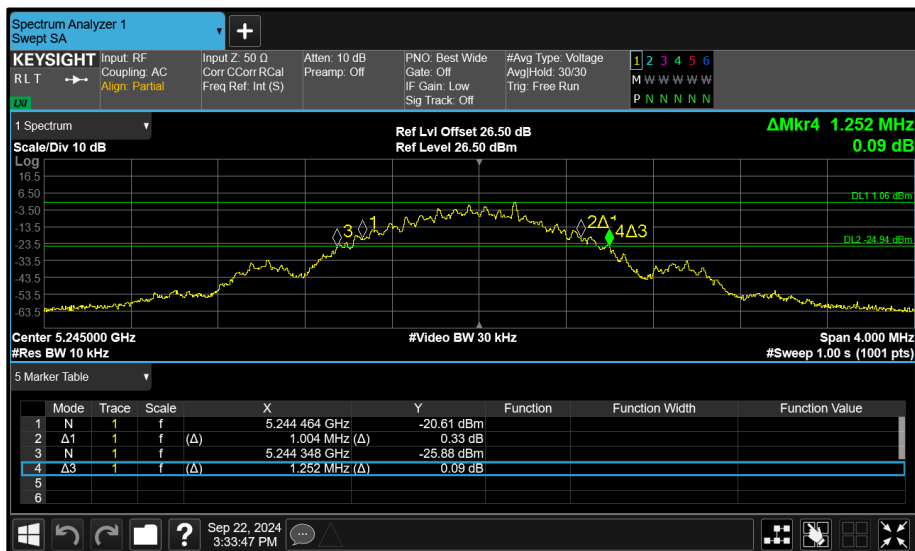 Spectrum Analyzer 1
Swept SA
+
KEYSIGHT
R L T
LXI
Input: RF
Coupling: AC
Align: Partial
Input Z: 50 Ω
Corr CCorr RCal
Freq Ref: Int (S)
Atten: 10 dB
Preamp: Off
PNO: Best Wide
Gate: Off
IF Gain: Low
Sig Track: Off
#Avg Type: Voltage
Avg|Hold: 30/30
Trig: Free Run
1 2 3 4 5 6
M W W W W W
P N N N N N
1 Spectrum
Scale/Div 10 dB
Ref Lvl Offset 26.50 dB
Ref Level 26.50 dBm
ΔMkr4 1.252 MHz
0.09 dB
Log
16.5
6.50
-3.50
-13.5
-23.5
-33.5
-43.5
-53.5
-63.5
DL1 1.06 dBm
3 1 2Δ1 4Δ3
DL2 -24.94 dBm
Center 5.245000 GHz #Video BW 30 kHz Span 4.000 MHz
#Res BW 10 kHz #Sweep 1.00 s (1001 pts)
5 Marker Table
Mode Trace Scale X Y Function Function Width Function Value
1 N 1 f 5.244 464 GHz -20.61 dBm
2 Δ1 1 f (Δ) 1.004 MHz (Δ) 0.33 dB
3 N 1 f 5.244 348 GHz -25.88 dBm
4 Δ3 1 f (Δ) 1.252 MHz (Δ) 0.09 dB
5
6
?
Sep 22, 2024
3:33:47 PM